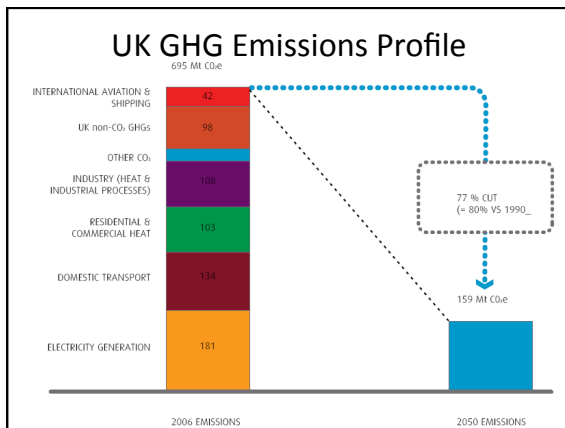 UK GHG Emissions Profile
695 Mt CO₂e
INTERNATIONAL AVIATION &
SHIPPING
42
UK non-CO₂ GHGs
98
OTHER CO₂
INDUSTRY (HEAT &
INDUSTRIAL PROCESSES)
108
RESIDENTIAL &
COMMERCIAL HEAT
103
DOMESTIC TRANSPORT
134
ELECTRICITY GENERATION
181
77 % CUT
(= 80% VS 1990_
159 Mt CO₂e
2006 EMISSIONS
2050 EMISSIONS